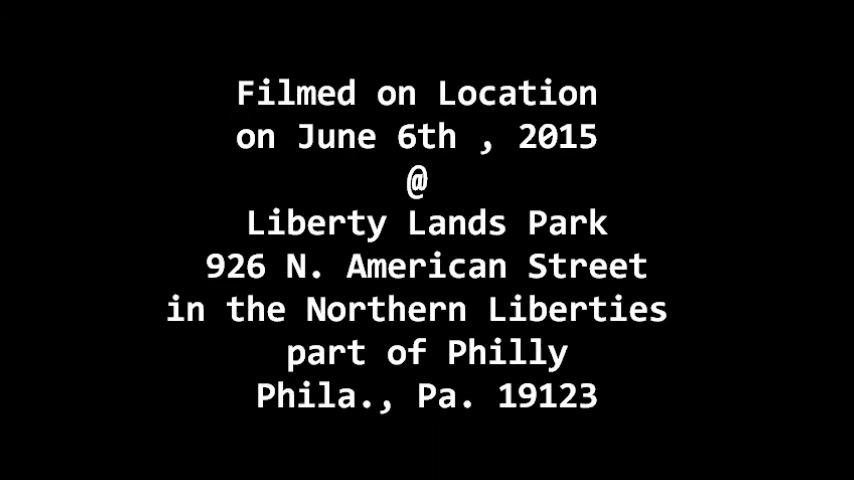 Filmed on Location
on June 6th , 2015
@
Liberty Lands Park
926 N. American Street
in the Northern Liberties
part of Philly
Phila., Pa. 19123